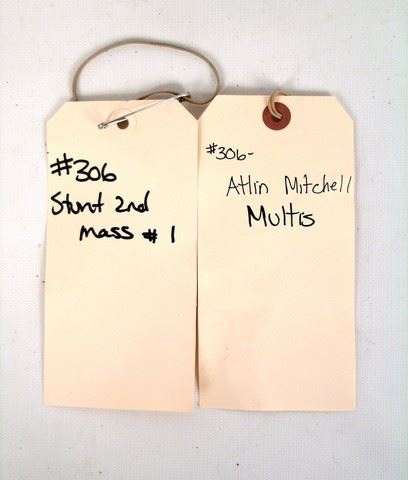 #306
Stunt 2nd
Mass # 1
#306-
Atlin Mitchell
Multis